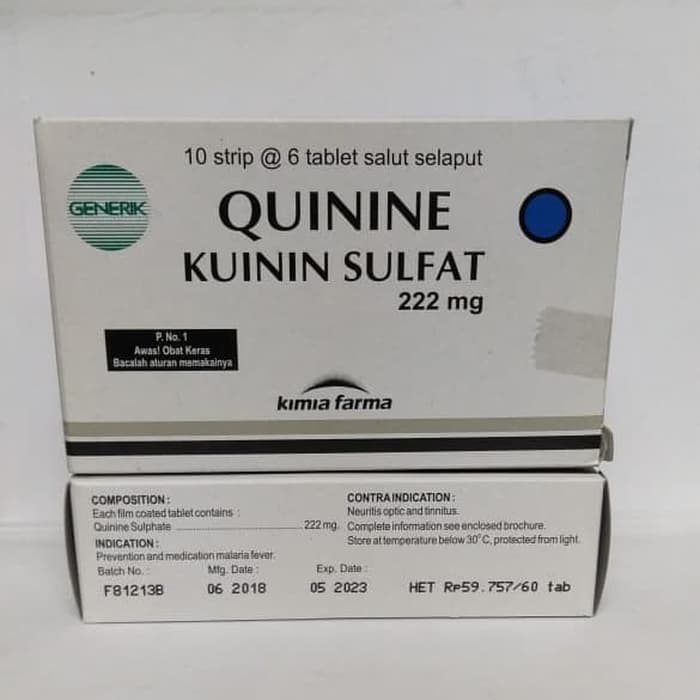 10 strip @ 6 tablet salut selaput
GENERIK
QUININE
KUININ SULFAT
222 mg
P. No. 1
Awas! Obat Keras
Bacalah aturan memakainya
kimia farma
COMPOSITION :
Each film coated tablet contains :
Quinine Sulphate ........................................ 222 mg.
INDICATION :
Prevention and medication malaria fever.
CONTRA INDICATION :
Neuritis optic and tinnitus.
Complete information see enclosed brochure.
Store at temperature below 30°C, protected from light.
Batch No. : Mfg. Date : Exp. Date :
F81213B 06 2018 05 2023 HET Rp59.757/60 tab